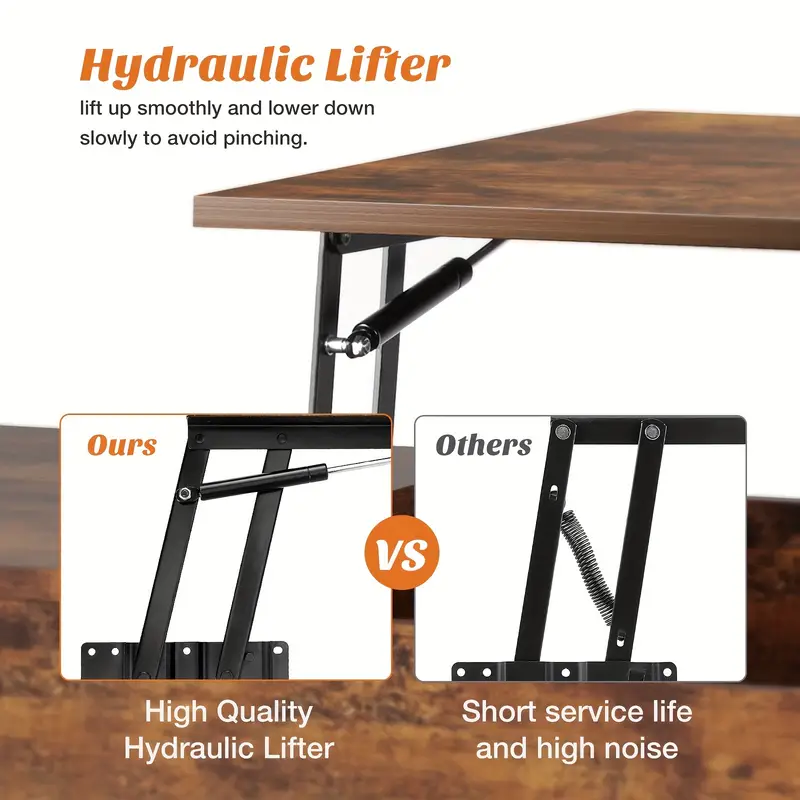 Hydraulic Lifter
lift up smoothly and lower down
slowly to avoid pinching.
Ours
Others
VS
High Quality
Hydraulic Lifter
Short service life
and high noise